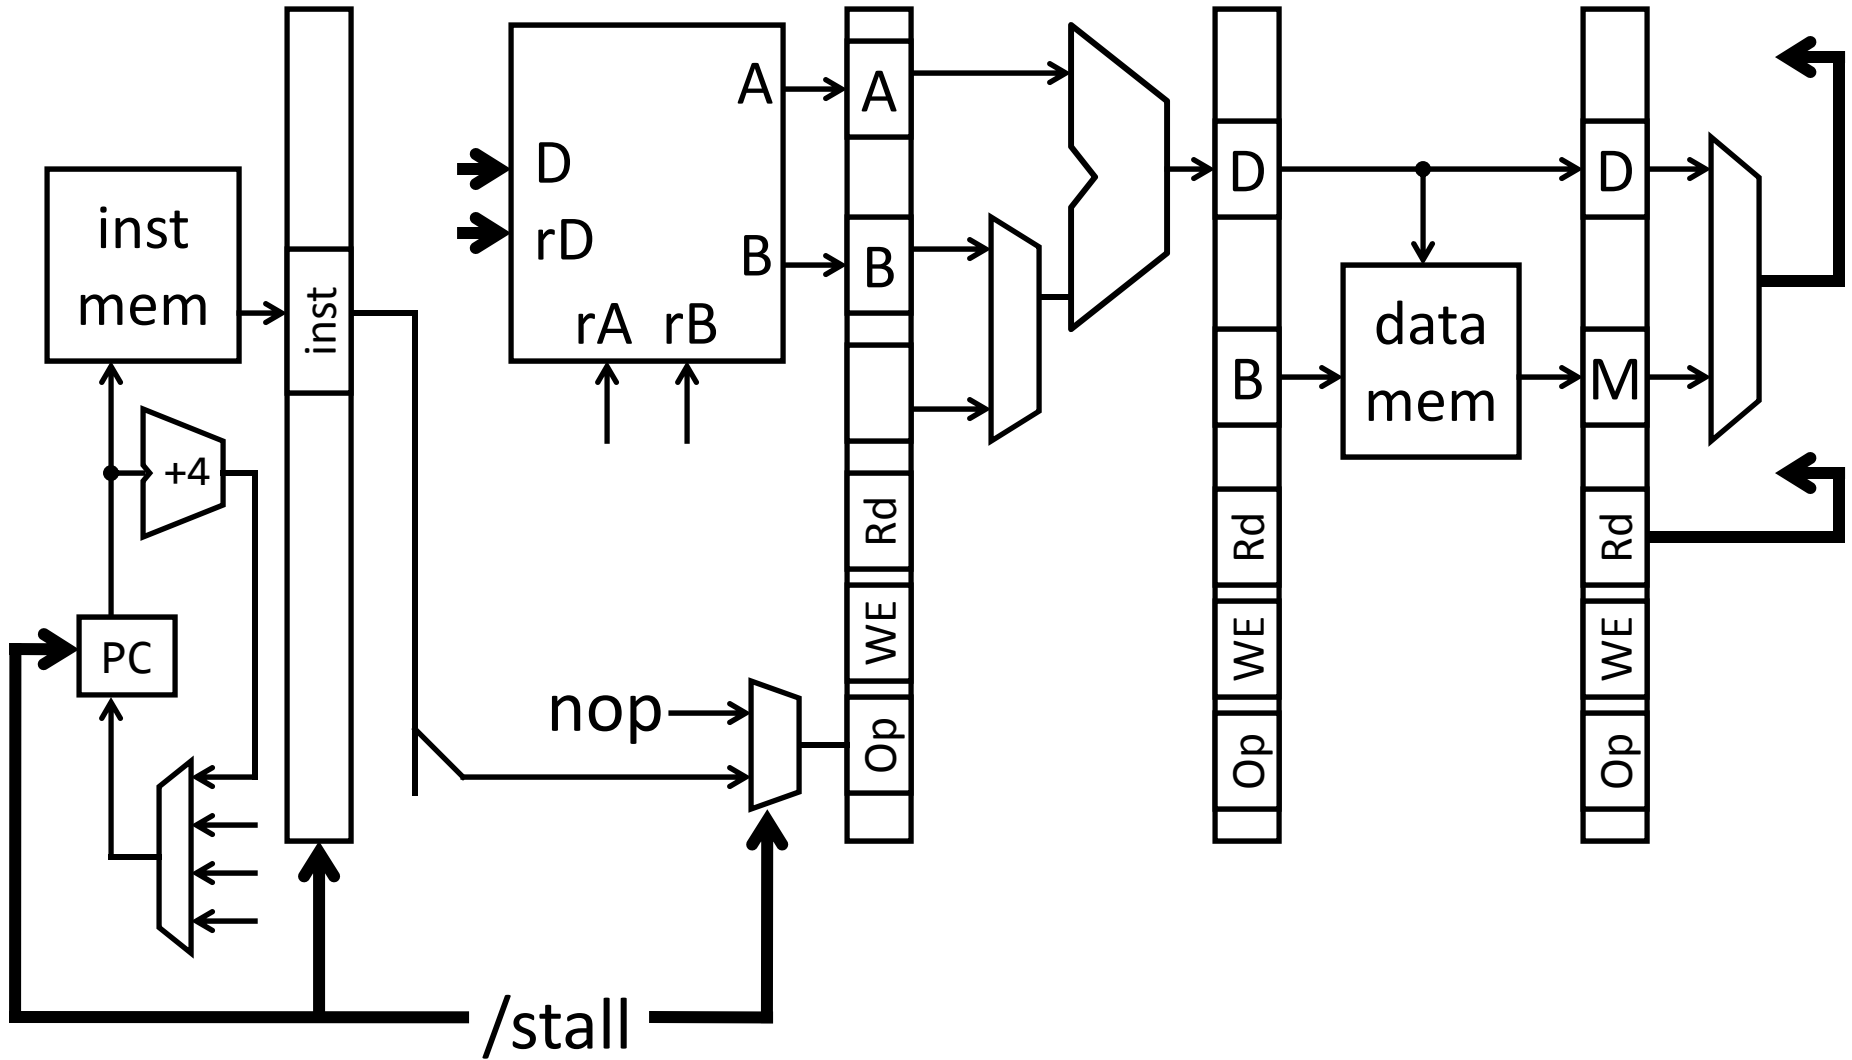 inst
mem
+4
PC
inst
D
rD
A
B
rA rB
nop
/stall
A
B
Rd
WE
Op
D
B
Rd
WE
Op
data
mem
D
M
Rd
WE
Op